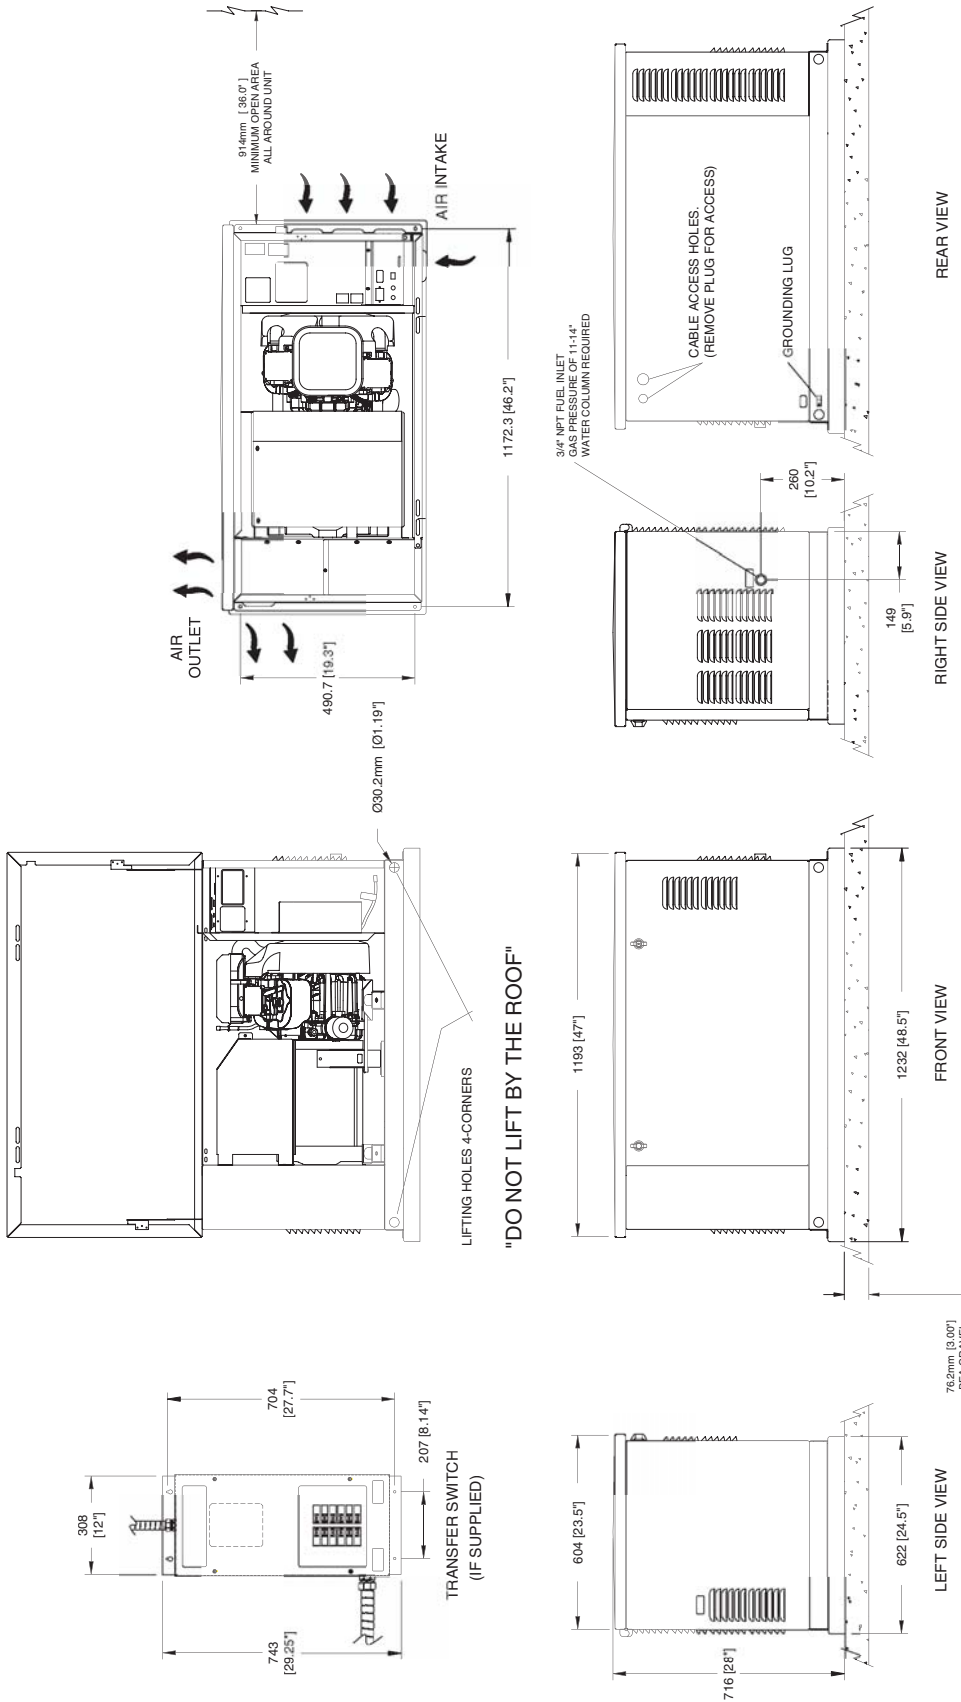 914mm [36.0"]
MINIMUM OPEN AREA
ALL AROUND UNIT
AIR INTAKE
AIR
OUTLET
1172.3 [46.2"]
490.7 [19.3"]
Ø30.2mm [Ø1.19"]
LIFTING HOLES 4-CORNERS
"DO NOT LIFT BY THE ROOF"
308
[12"]
704
[27.7"]
207 [8.14"]
743
[29.25"]
TRANSFER SWITCH
(IF SUPPLIED)
604 [23.5"]
716 [28"]
622 [24.5"]
LEFT SIDE VIEW
1193 [47"]
1232 [48.5"]
FRONT VIEW
76.2mm [3.00"]
3/4" NPT FUEL INLET
GAS PRESSURE OF 11-14"
WATER COLUMN REQUIRED
260
[10.2"]
149
[5.9"]
RIGHT SIDE VIEW
CABLE ACCESS HOLES.
(REMOVE PLUG FOR ACCESS)
GROUNDING LUG
REAR VIEW